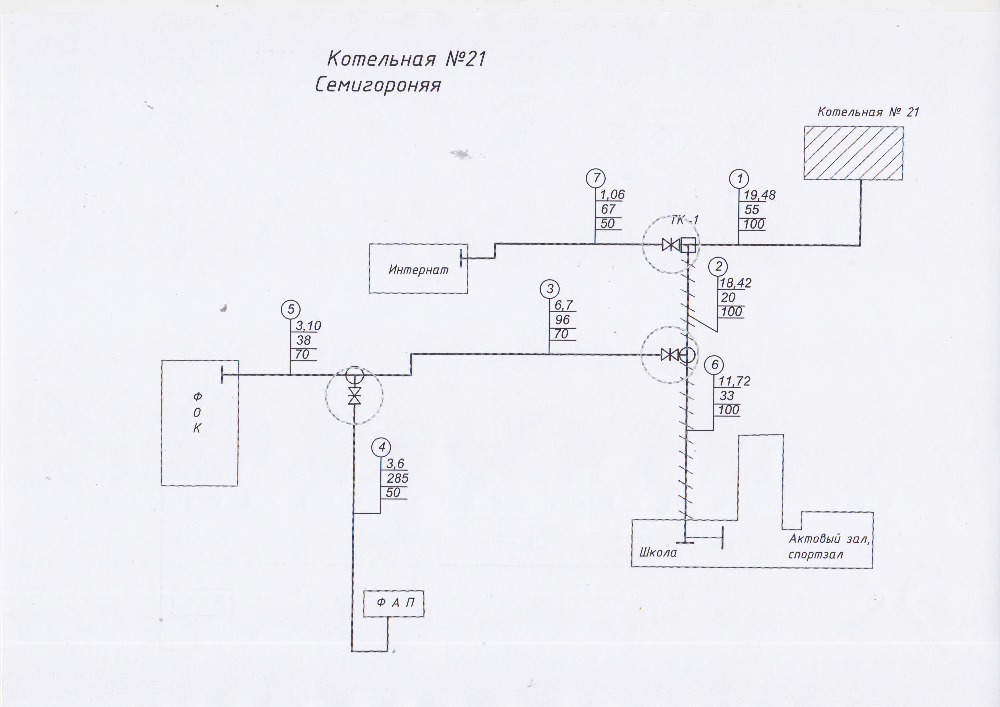 Котельная №21
Семигороняя
Котельная № 21
7
1,06
67
50
1
19,48
55
100
ТК-1
Интернат
2
18,42
20
100
3
6,7
96
70
5
3,10
38
70
6
11,72
33
100
Ф
О
К
4
3,6
285
50
Школа
Актовый зал,
спортзал
Ф А П